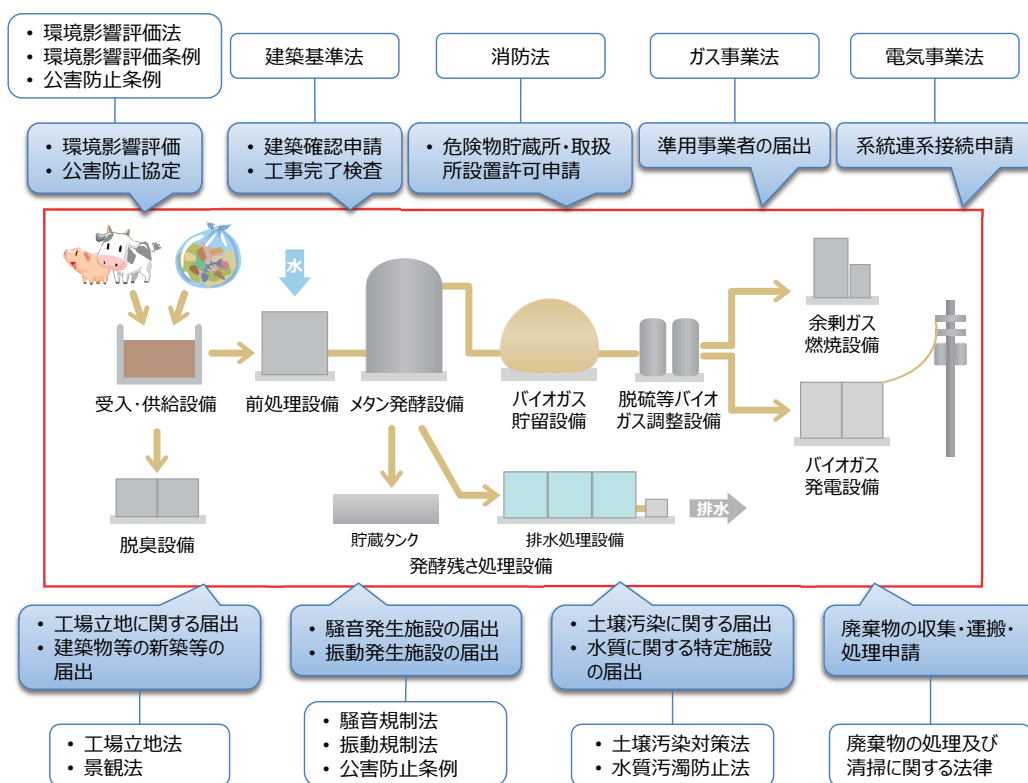 • 環境影響評価法
• 環境影響評価条例
• 公害防止条例
建築基準法
消防法
ガス事業法
電気事業法
• 環境影響評価
• 公害防止協定
• 建築確認申請
• 工事完了検査
• 危険物貯蔵所・取扱
所設置許可申請
準用事業者の届出
系統連系接続申請
水
受入・供給設備
前処理設備
メタン発酵設備
バイオガス
貯留設備
脱硫等バイオ
ガス調整設備
余剰ガス
燃焼設備
バイオガス
発電設備
脱臭設備
貯蔵タンク
排水処理設備
排水
発酵残さ処理設備
• 工場立地に関する届出
• 建築物等の新築等の
届出
• 騒音発生施設の届出
• 振動発生施設の届出
• 土壌汚染に関する届出
• 水質に関する特定施設
の届出
廃棄物の収集・運搬・
処理申請
• 工場立地法
• 景観法
• 騒音規制法
• 振動規制法
• 公害防止条例
• 土壌汚染対策法
• 水質汚濁防止法
廃棄物の処理及び
清掃に関する法律